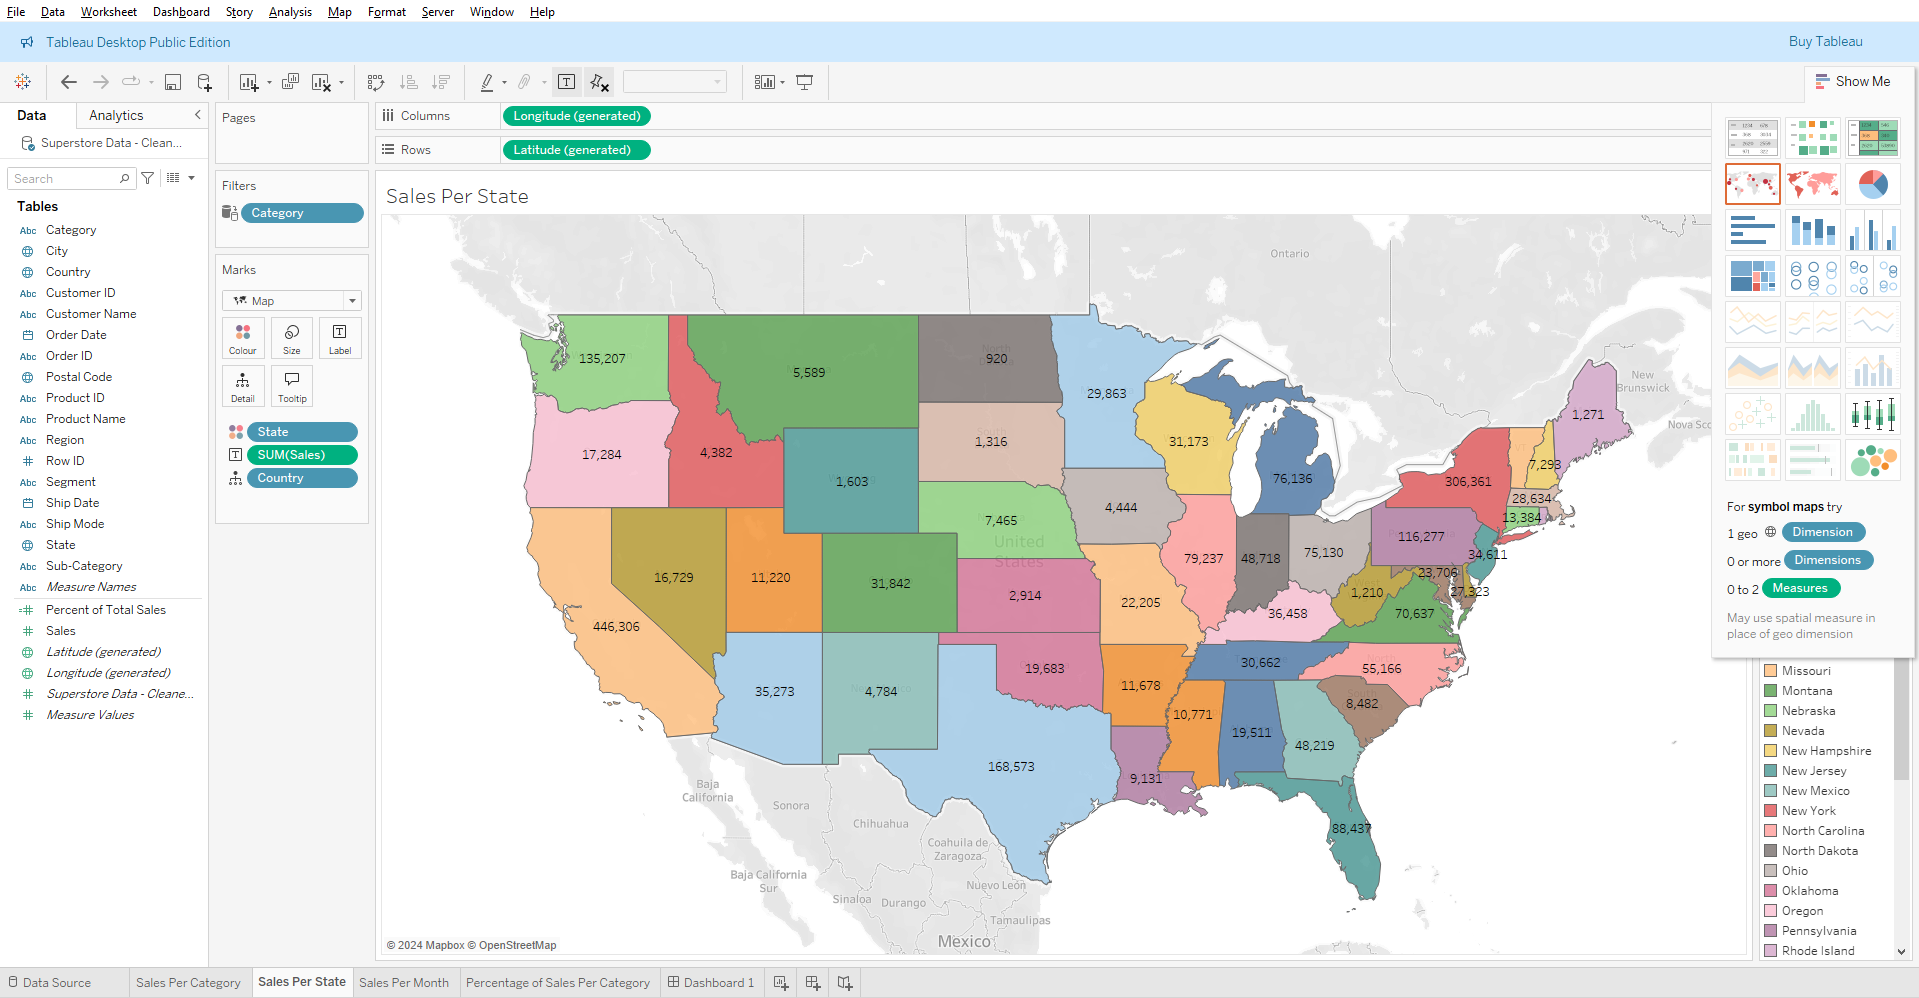 File Data Worksheet Dashboard Story Analysis Map Format Server Window Help
Tableau Desktop Public Edition
Buy Tableau
Show Me
Data Analytics
Superstore Data - Clean...
Search
Tables
Abc Category
City
Country
Abc Customer ID
Abc Customer Name
Order Date
Abc Order ID
Postal Code
Abc Product ID
Abc Product Name
Abc Region
Row ID
Abc Segment
Ship Date
Abc Ship Mode
State
Abc Sub-Category
Abc Measure Names
Percent of Total Sales
Sales
Latitude (generated)
Longitude (generated)
Superstore Data - Cleane...
Measure Values
Pages
Filters
Category
Marks
Map
Colour Size Label
Detail Tooltip
State
SUM(Sales)
Country
Columns Longitude (generated)
Rows Latitude (generated)
Sales Per State
Ontario
New
Brunswick
Nova Sc
135,207
5,589
920
29,863
1,271
17,284
4,382
1,603
1,316
31,173
76,136
7,293
306,361
28,634
13,384
7,465
4,444
United
States
116,277
34,611
79,237
48,718
75,130
23,706
27,323
16,729
11,220
31,842
2,914
22,205
1,210
70,637
36,458
446,306
30,662
55,166
35,273
4,784
19,683
11,678
8,482
10,771
19,511
48,219
168,573
9,131
88,437
Baja
California
Sonora
Chihuahua
Coahuila de
Zaragoza
Baja California
Sur
Nuevo León
Sinaloa
Durango
Tamaulipas
Mexico
© 2024 Mapbox © OpenStreetMap
For symbol maps try
1 geo Dimension
0 or more Dimensions
0 to 2 Measures
May use spatial measure in
place of geo dimension
Missouri
Montana
Nebraska
Nevada
New Hampshire
New Jersey
New Mexico
New York
North Carolina
North Dakota
Ohio
Oklahoma
Oregon
Pennsylvania
Rhode Island
Data Source Sales Per Category Sales Per State Sales Per Month Percentage of Sales Per Category Dashboard 1